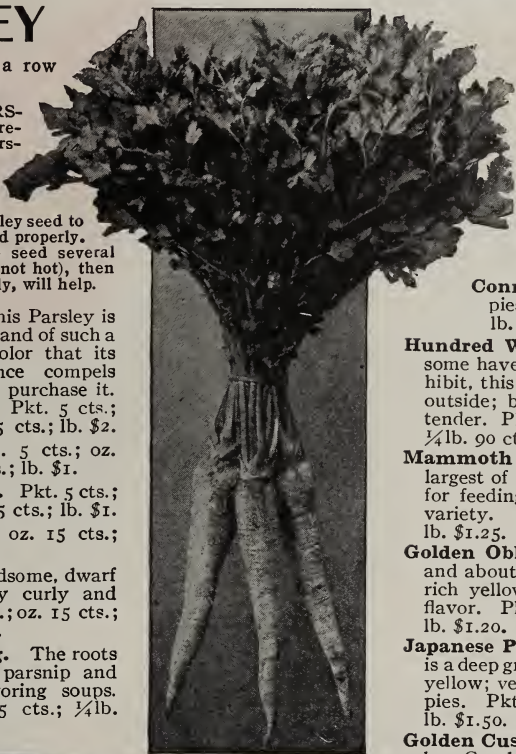 EY
a row
RS-
re-
rs-
ley seed to
d properly.
seed several
not hot), then
ly, will help.
his Parsley is
and of such a
olor that its
nce compels
purchase it.
Pkt. 5 cts.;
5 cts.; lb. $2.
. 5 cts.; oz.
s.; lb. $1.
. Pkt. 5 cts.;
5 cts.; lb. $1.
oz. 15 cts.;
dsome, dwarf
y curly and
.; oz. 15 cts.;
g. The roots
parsnip and
voring soups.
5 cts.; ¼lb.
Conn
pies
lb.
Hundred W
some have
hibit, this
outside; b
tender. P
¼lb. 90 ct
Mammoth
largest of
for feeding
variety.
lb. $1.25.
Golden Obl
and about
rich yellow
flavor. Pl
lb. $1.20.
Japanese P
is a deep gr
yellow; ve
pies. Pkt
lb. $1.50.
Golden Cus